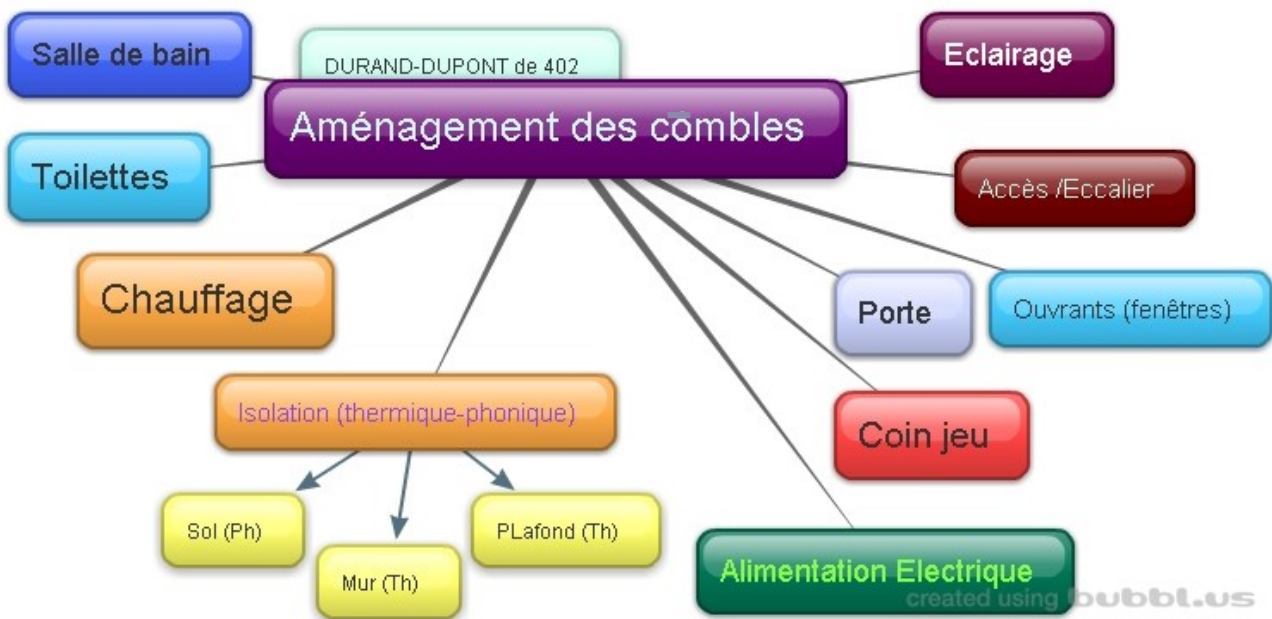 Salle de bain
DURAND-DUPONT de 402
Eclairage
Aménagement des combles
Toilettes
Accès /Eccalier
Chauffage
Porte
Ouvrants (fenêtres)
Isolation (thermique-phonique)
Coin jeu
Sol (Ph)
PLafond (Th)
Mur (Th)
Alimentation Electrique
created using bubbl.us